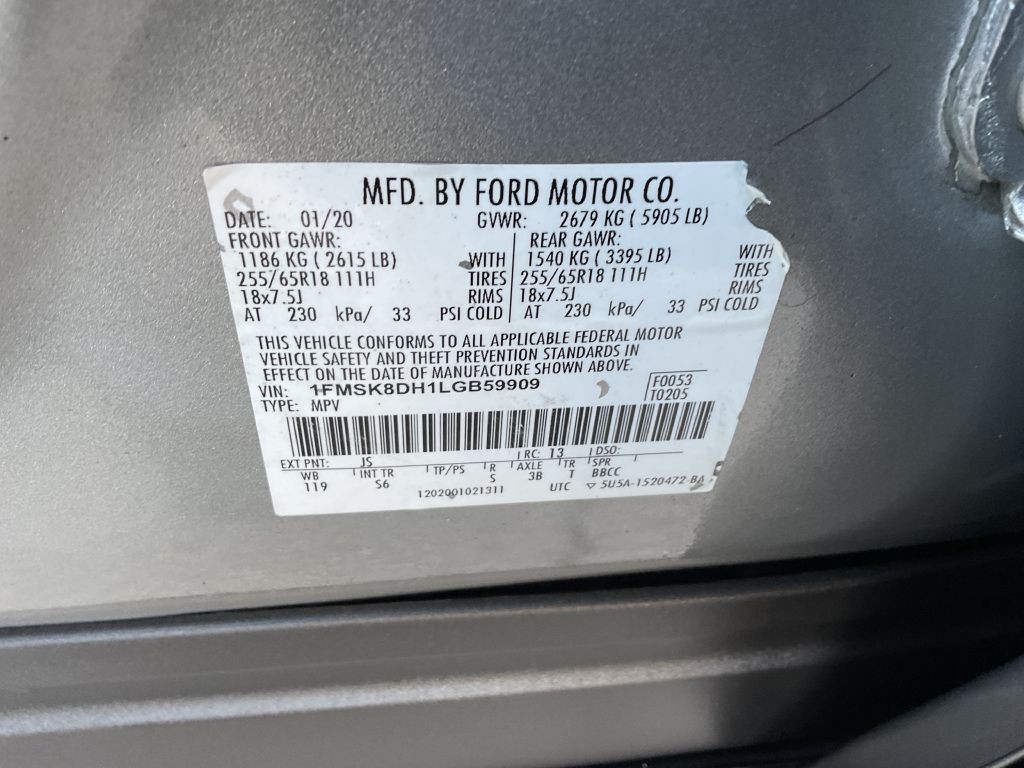 MFD. BY FORD MOTOR CO.
DATE: 01/20 GVWR: 2679 KG ( 5905 LB)
FRONT GAWR: REAR GAWR:
1186 KG ( 2615 LB) WITH 1540 KG ( 3395 LB) WITH
255/65R18 111H TIRES 255/65R18 111H TIRES
18x7.5J RIMS 18x7.5J RIMS
AT 230 kPa/ 33 PSI COLD AT 230 kPa/ 33 PSI COLD
THIS VEHICLE CONFORMS TO ALL APPLICABLE FEDERAL MOTOR
VEHICLE SAFETY AND THEFT PREVENTION STANDARDS IN
EFFECT ON THE DATE OF MANUFACTURE SHOWN ABOVE.
VIN: 1FMSK8DH1LGB59909 F0053
TYPE: MPV T0205
EXT PNT: JS RC: 13 DSO:
WB INT TR TP/PS R AXLE TR SPR
119 S6 S 3B T BBCC
1202001021311 UTC ▽ 5U5A-1520472-BA